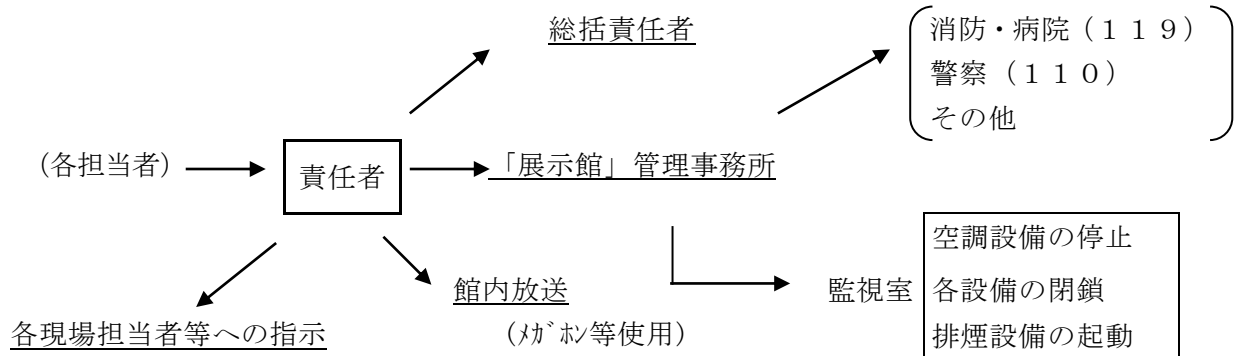 総括責任者
消防・病院(119)
警察(110)
その他
(各担当者)
責任者
「展示館」管理事務所
空調設備の停止
監視室
各設備の閉鎖
排煙設備の起動
館内放送
(メガホン等使用)
各現場担当者等への指示